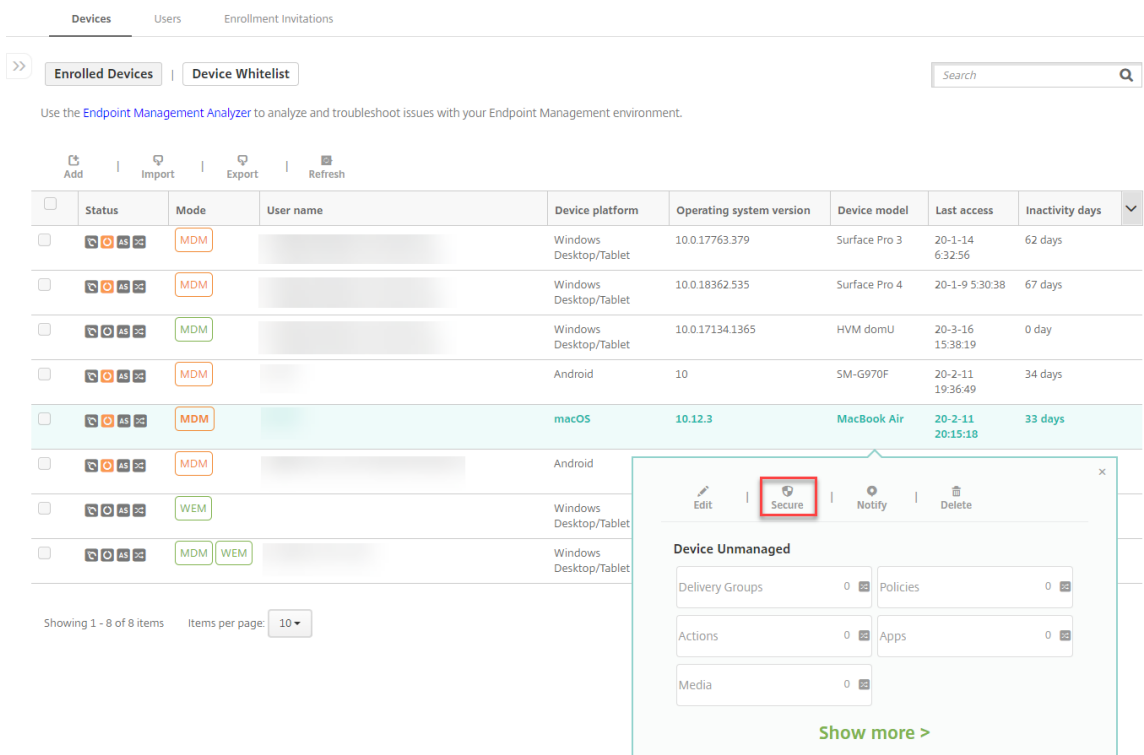 Devices Users Enrollment Invitations
Enrolled Devices | Device Whitelist Search
Use the Endpoint Management Analyzer to analyze and troubleshoot issues with your Endpoint Management environment.
Add | Import | Export | Refresh
Status Mode User name Device platform Operating system version Device model Last access Inactivity days
AS MDM Windows 10.0.17763.379 Surface Pro 3 20-1-14 62 days
Desktop/Tablet 6:32:56
AS MDM Windows 10.0.18362.535 Surface Pro 4 20-1-9 5:30:38 67 days
Desktop/Tablet
AS MDM Windows 10.0.17134.1365 HVM domU 20-3-16 0 day
Desktop/Tablet 15:38:19
AS MDM Android 10 SM-G970F 20-2-11 34 days
19:36:49
AS MDM macOS 10.12.3 MacBook Air 20-2-11 33 days
20:15:18
AS MDM Android
AS WEM Windows
Desktop/Tablet
AS MDM WEM Windows
Desktop/Tablet
Showing 1 - 8 of 8 items Items per page: 10
Edit | Secure | Notify | Delete
Device Unmanaged
Delivery Groups 0 Policies 0
Actions 0 Apps 0
Media 0
Show more >